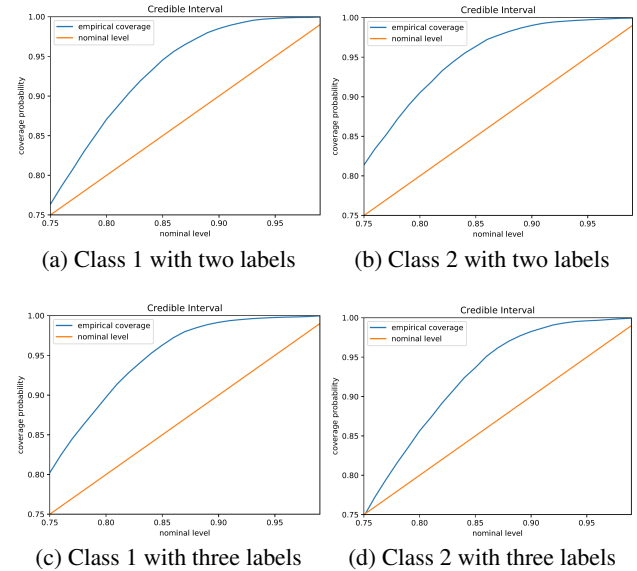 Credible Interval
empirical coverage
nominal level
1.00
0.95
0.90
0.85
0.80
0.75
coverage probability
0.75
0.80
0.85
0.90
0.95
nominal level
(a) Class 1 with two labels
Credible Interval
empirical coverage
nominal level
1.00
0.95
0.90
0.85
0.80
0.75
coverage probability
0.75
0.80
0.85
0.90
0.95
nominal level
(b) Class 2 with two labels
Credible Interval
empirical coverage
nominal level
1.00
0.95
0.90
0.85
0.80
0.75
coverage probability
0.75
0.80
0.85
0.90
0.95
nominal level
(c) Class 1 with three labels
Credible Interval
empirical coverage
nominal level
1.00
0.95
0.90
0.85
0.80
0.75
coverage probability
0.75
0.80
0.85
0.90
0.95
nominal level
(d) Class 2 with three labels